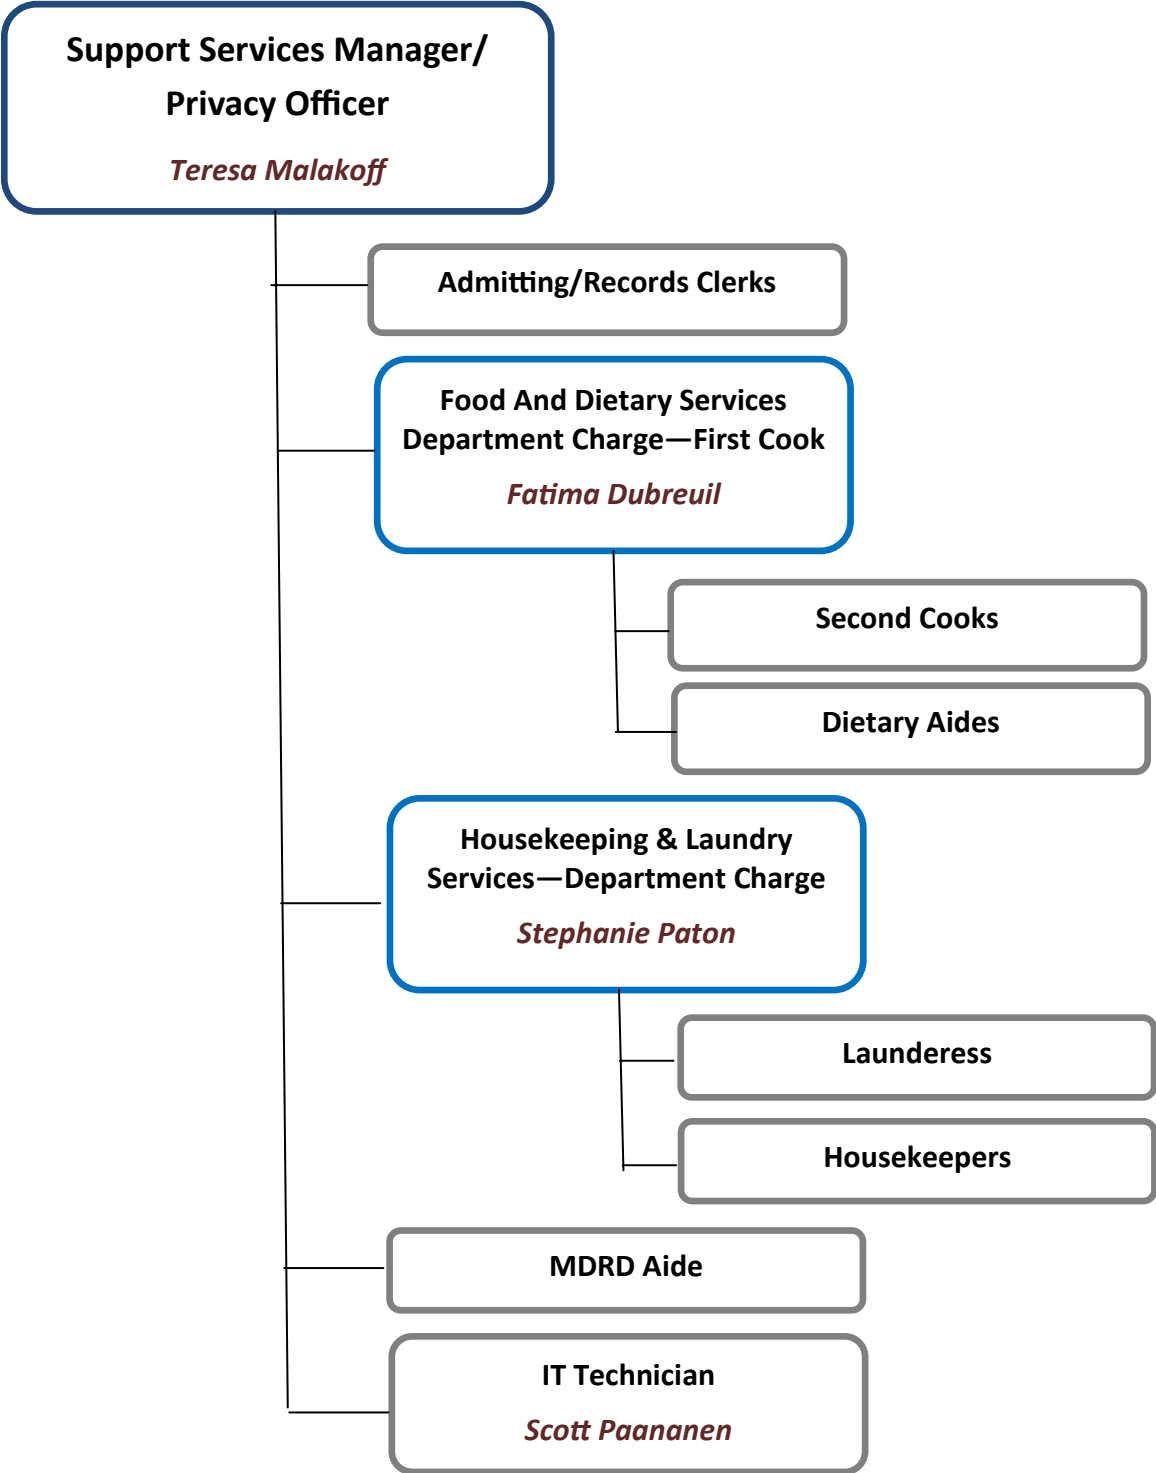 Support Services Manager/
Privacy Officer
Teresa Malakoff
Admitting/Records Clerks
Food And Dietary Services
Department Charge—First Cook
Fatima Dubreuil
Second Cooks
Dietary Aides
Housekeeping & Laundry
Services—Department Charge
Stephanie Paton
Launderess
Housekeepers
MDRD Aide
IT Technician
Scott Paananen